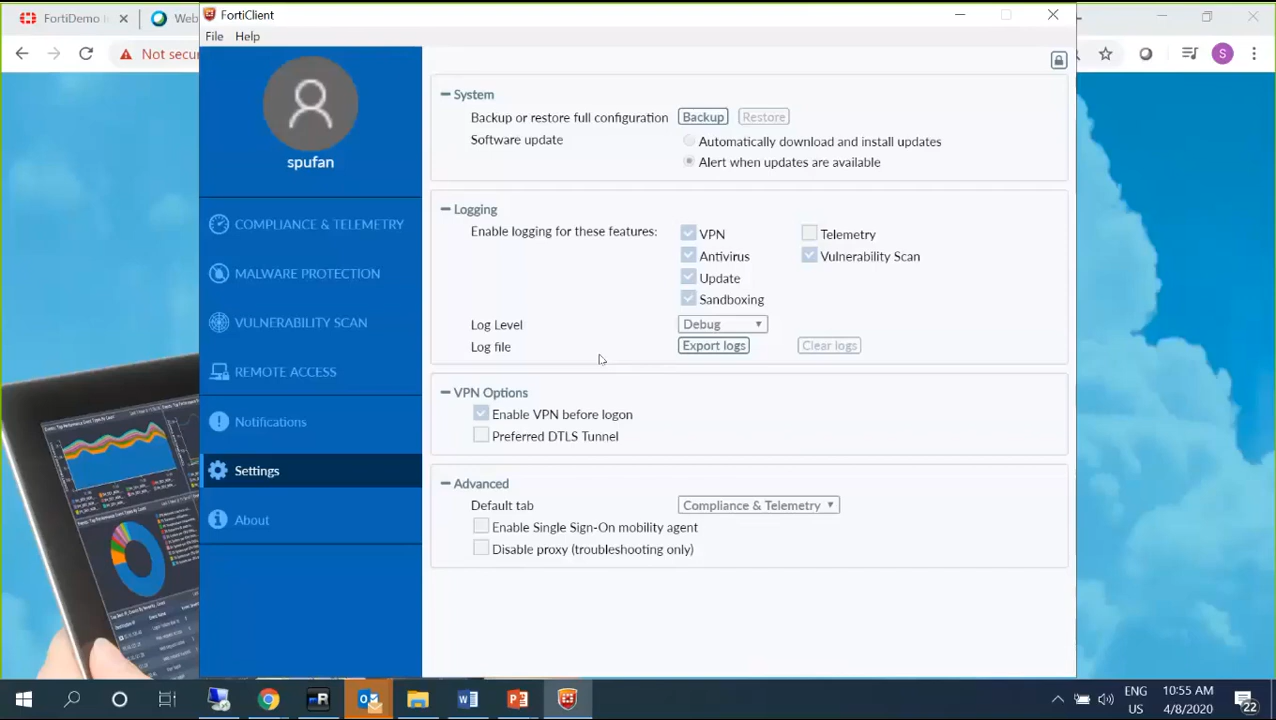 FortiDemo
Web
FortiClient
Not secu
S
File Help
spufan
COMPLIANCE & TELEMETRY
MALWARE PROTECTION
VULNERABILITY SCAN
REMOTE ACCESS
Notifications
Settings
About
System
Backup or restore full configuration Backup Restore
Software update
Automatically download and install updates
Alert when updates are available
Logging
Enable logging for these features:
VPN Telemetry
Antivirus Vulnerability Scan
Update
Sandboxing
Log Level Debug
Log file Export logs Clear logs
VPN Options
Enable VPN before logon
Preferred DTLS Tunnel
Advanced
Default tab Compliance & Telemetry
Enable Single Sign-On mobility agent
Disable proxy (troubleshooting only)
ENG
US
10:55 AM
4/8/2020
22